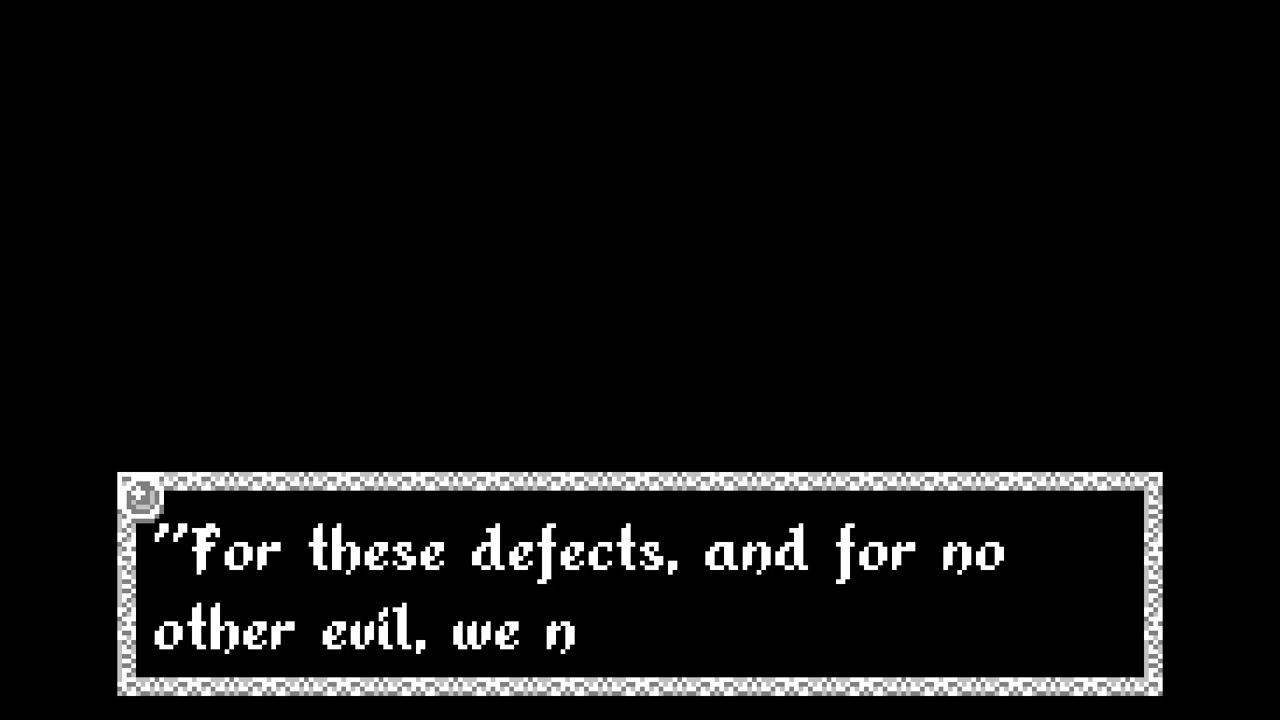 "For these defects, and for no
other evil, we n